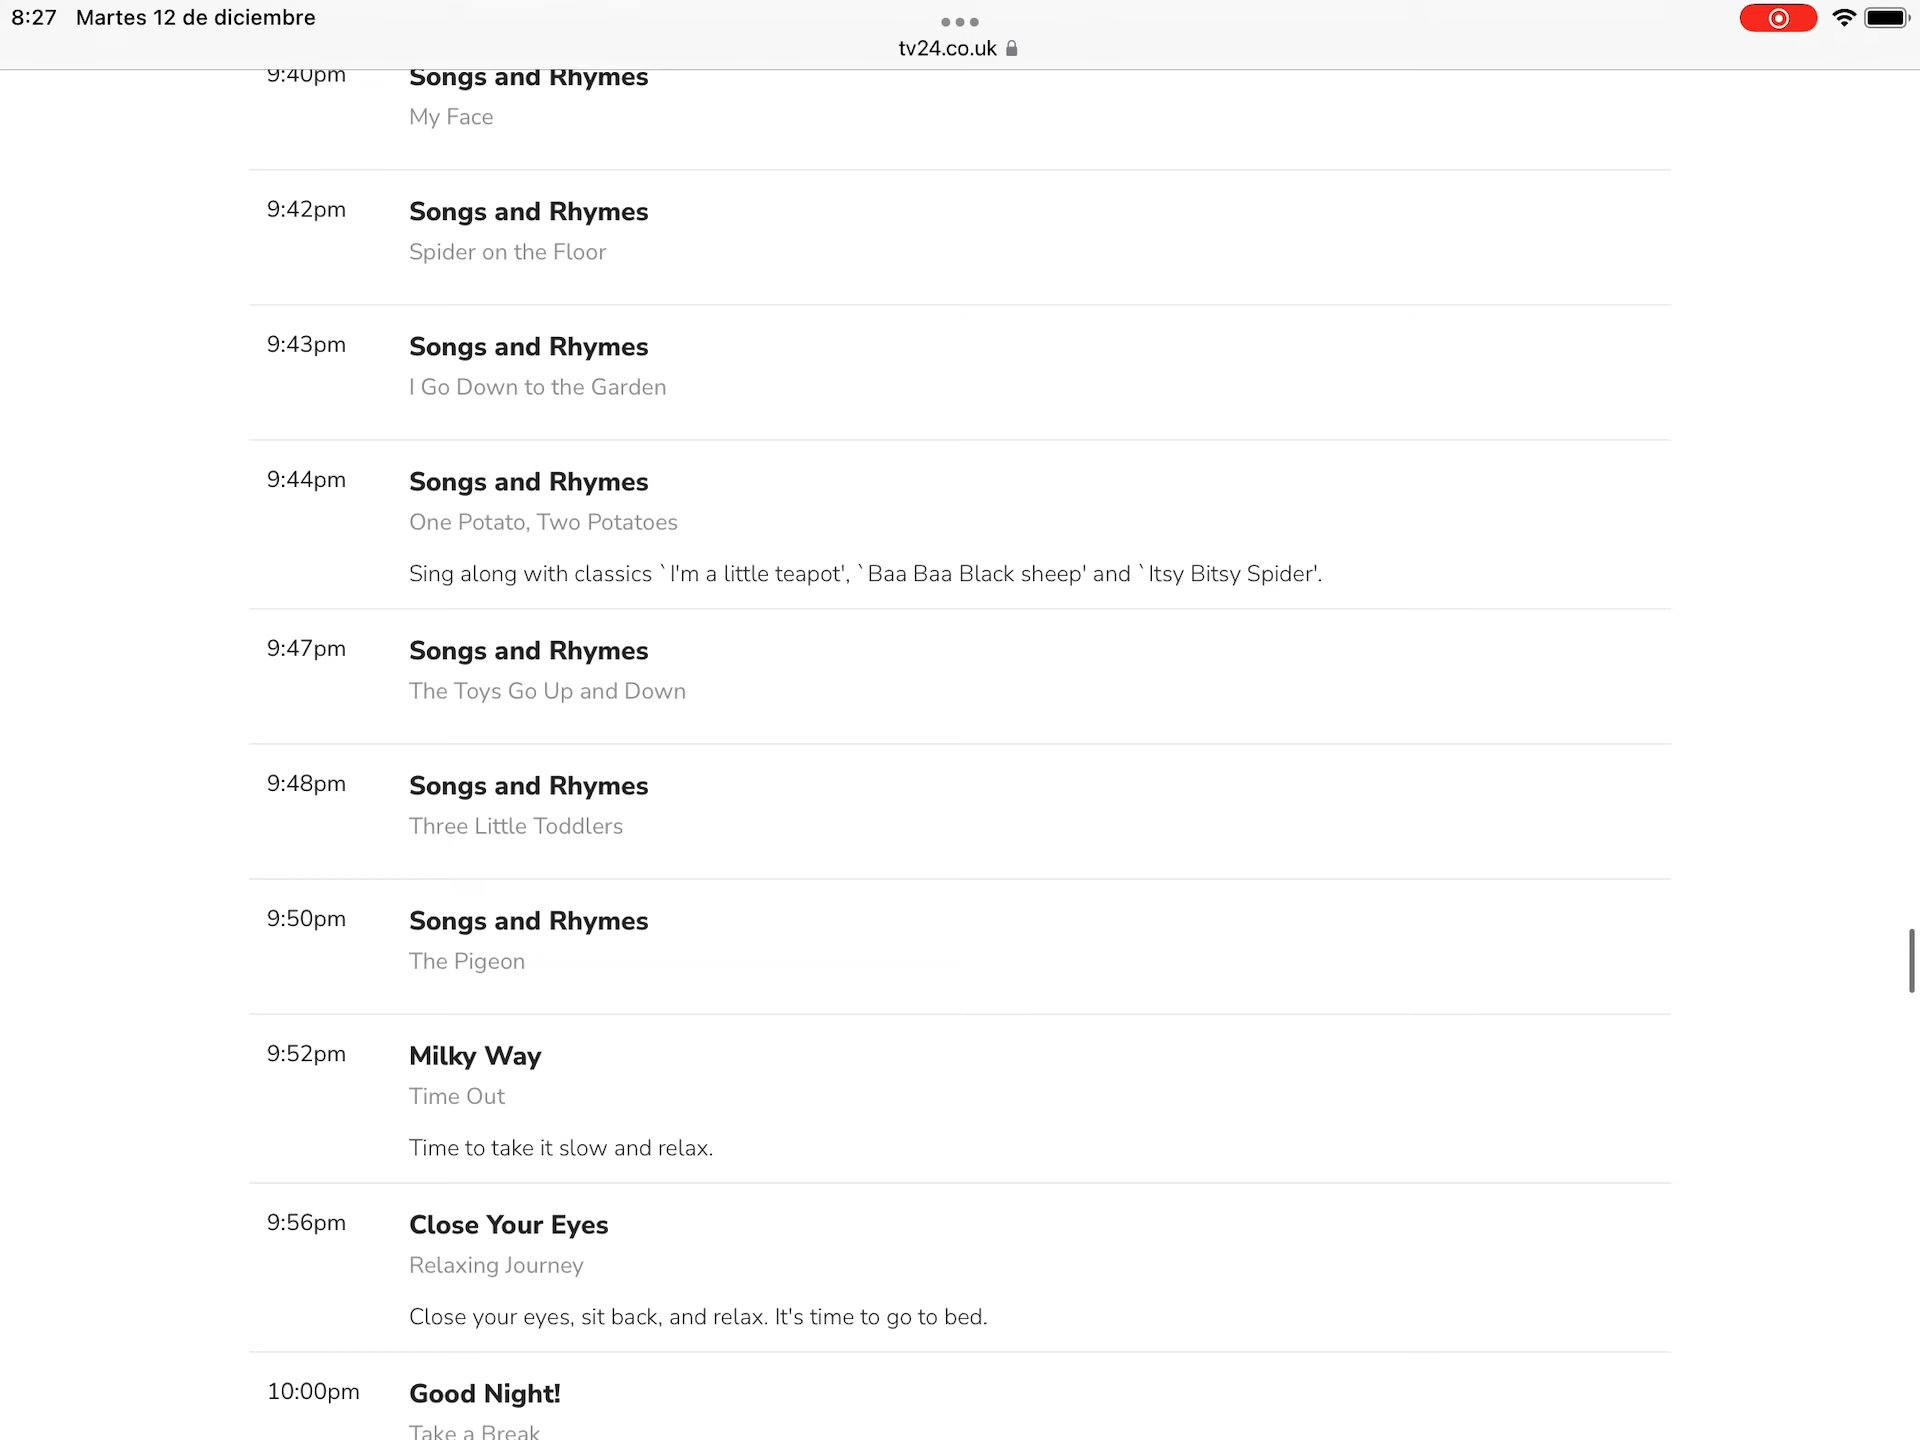 8:27 Martes 12 de diciembre
tv24.co.uk
9:40pm Songs and Rhymes
My Face
9:42pm Songs and Rhymes
Spider on the Floor
9:43pm Songs and Rhymes
I Go Down to the Garden
9:44pm Songs and Rhymes
One Potato, Two Potatoes
Sing along with classics `I'm a little teapot', `Baa Baa Black sheep' and `Itsy Bitsy Spider'.
9:47pm Songs and Rhymes
The Toys Go Up and Down
9:48pm Songs and Rhymes
Three Little Toddlers
9:50pm Songs and Rhymes
The Pigeon
9:52pm Milky Way
Time Out
Time to take it slow and relax.
9:56pm Close Your Eyes
Relaxing Journey
Close your eyes, sit back, and relax. It's time to go to bed.
10:00pm Good Night!
Take a Break